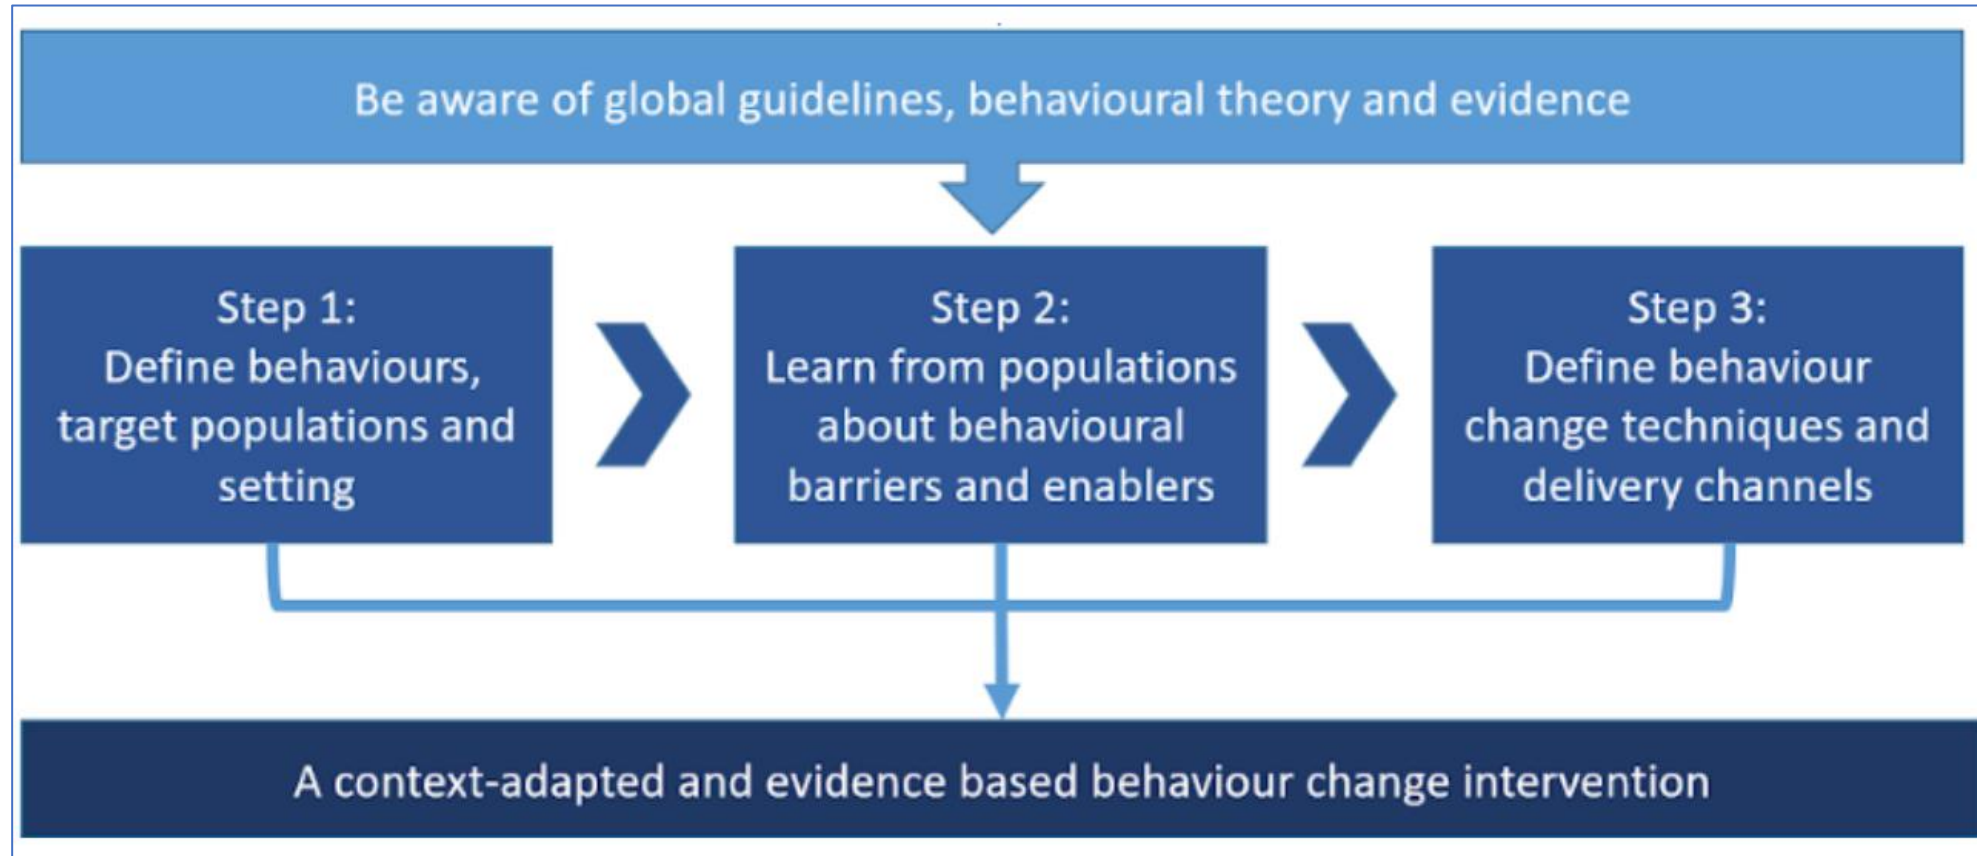 Be aware of global guidelines, behavioural theory and evidence
Step 1:
Define behaviours,
target populations and
setting
Step 2:
Learn from populations
about behavioural
barriers and enablers
Step 3:
Define behaviour
change techniques and
delivery channels
A context-adapted and evidence based behaviour change intervention